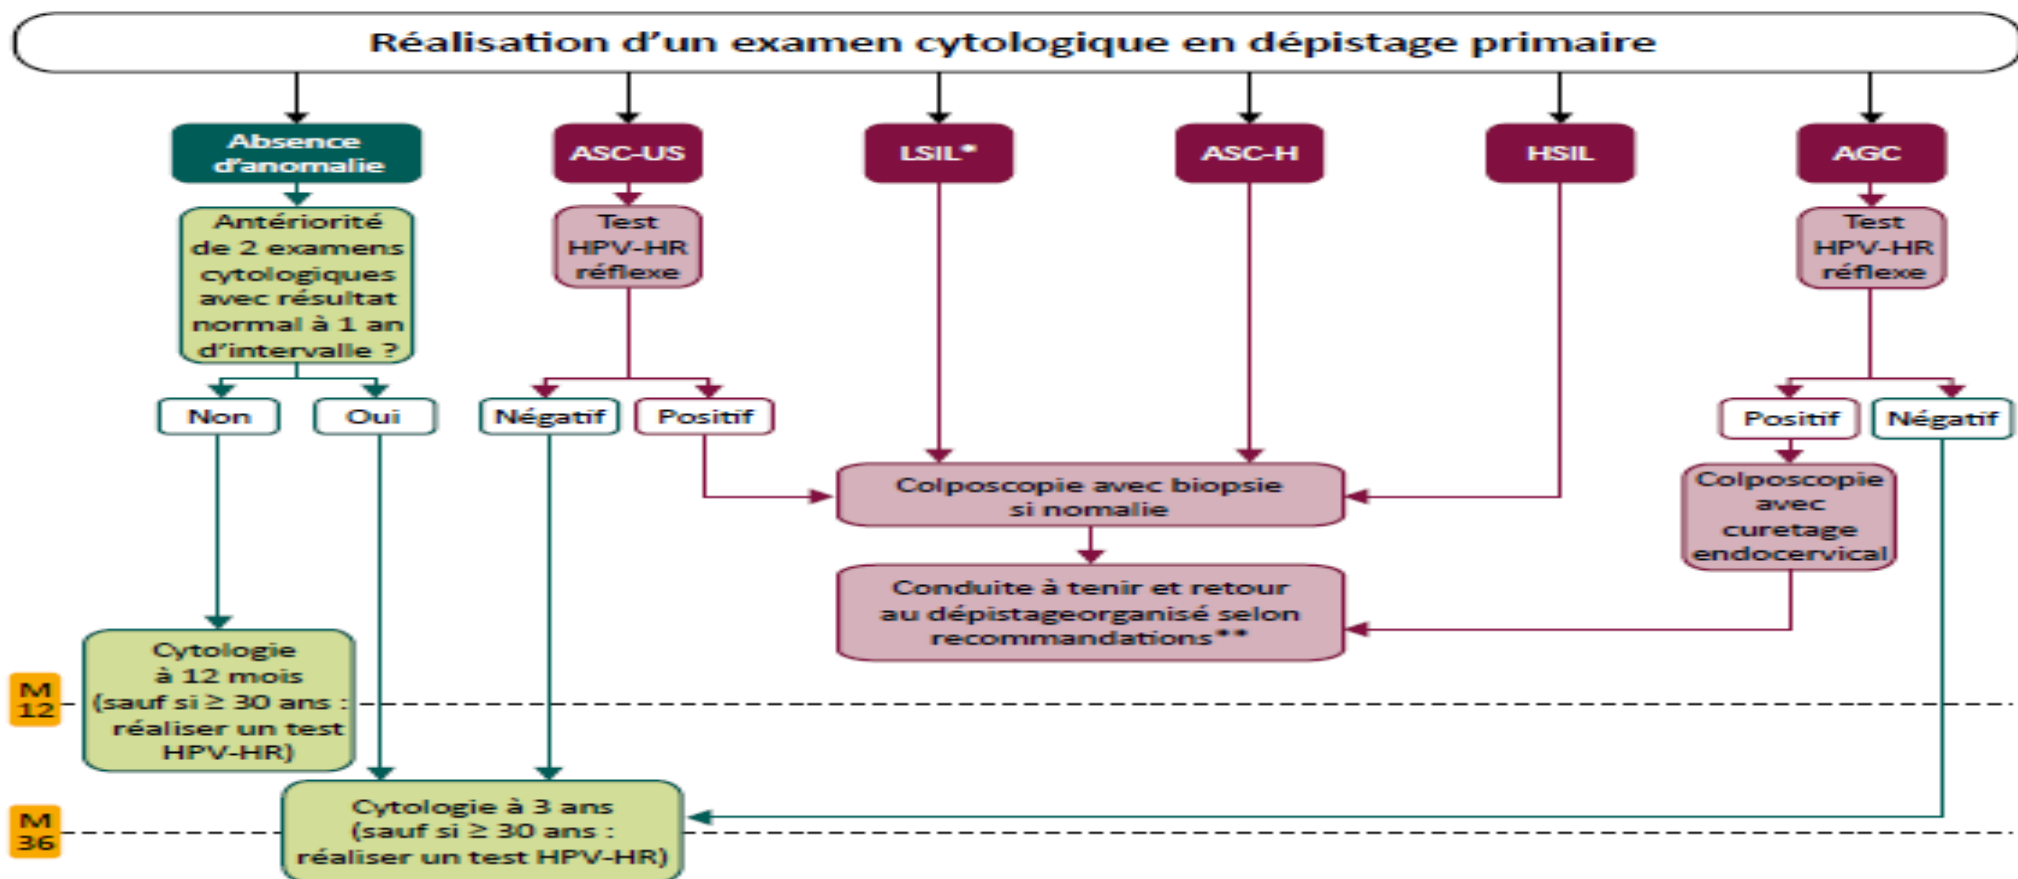 Réalisation d'un examen cytologique en dépistage primaire
Absence
d'anomalie
ASC-US
LSIL*
ASC-H
HSIL
AGC
Antériorité
de 2 examens
cytologiques
avec résultat
normal à 1 an
d'intervalle ?
Test
HPV-HR
réflexe
Test
HPV-HR
réflexe
Non
Oui
Négatif
Positif
Positif
Négatif
Colposcopie avec biopsie
si nomalie
Colposcopie
avec
curetage
endocervical
Conduite à tenir et retour
au dépistageorganisé selon
recommandations**
Cytologie
à 12 mois
(sauf si ≥ 30 ans :
réaliser un test
HPV-HR)
M
12
Cytologie à 3 ans
(sauf si ≥ 30 ans :
réaliser un test HPV-HR)
M
36